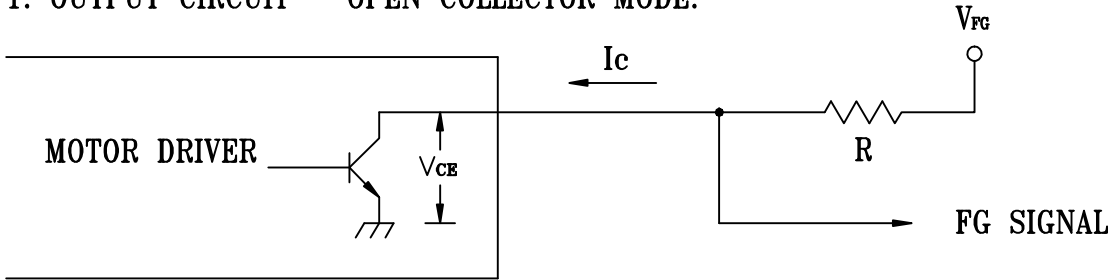 1. OUTPUT CIRCUIT - OPEN COLLECTOR MODE:
VFG
Ic
MOTOR DRIVER
VCE
R
FG SIGNAL